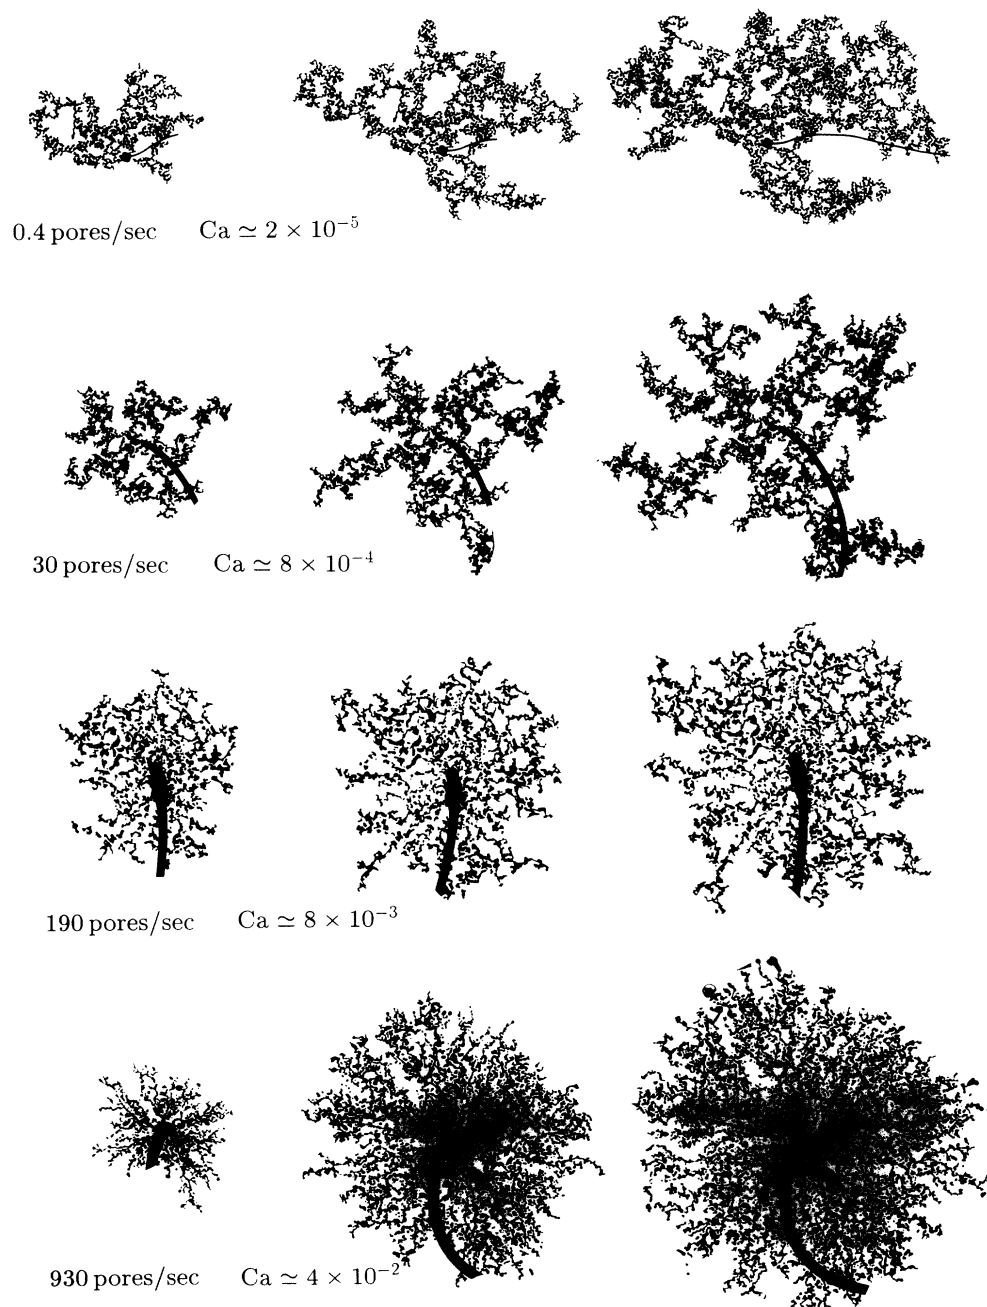 0.4 pores/sec Ca ≃ 2 × 10⁻⁵
30 pores/sec Ca ≃ 8 × 10⁻⁴
190 pores/sec Ca ≃ 8 × 10⁻³
930 pores/sec Ca ≃ 4 × 10⁻²